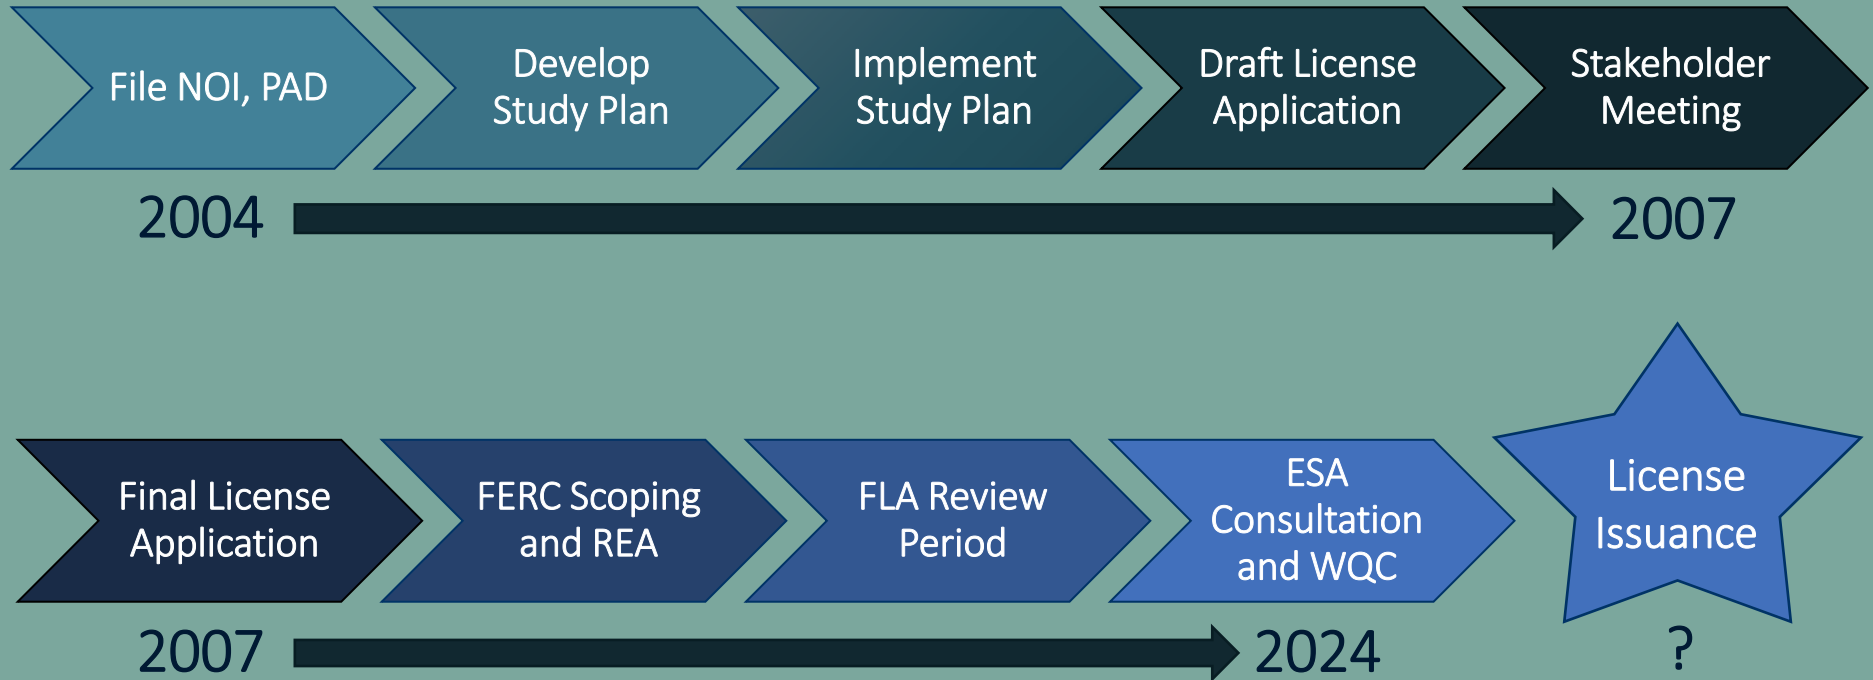 File NOI, PAD
Develop
Study Plan
Implement
Study Plan
Draft License
Application
Stakeholder
Meeting
2004
2007
Final License
Application
FERC Scoping
and REA
FLA Review
Period
ESA
Consultation
and WQC
License
Issuance
2007
2024
?